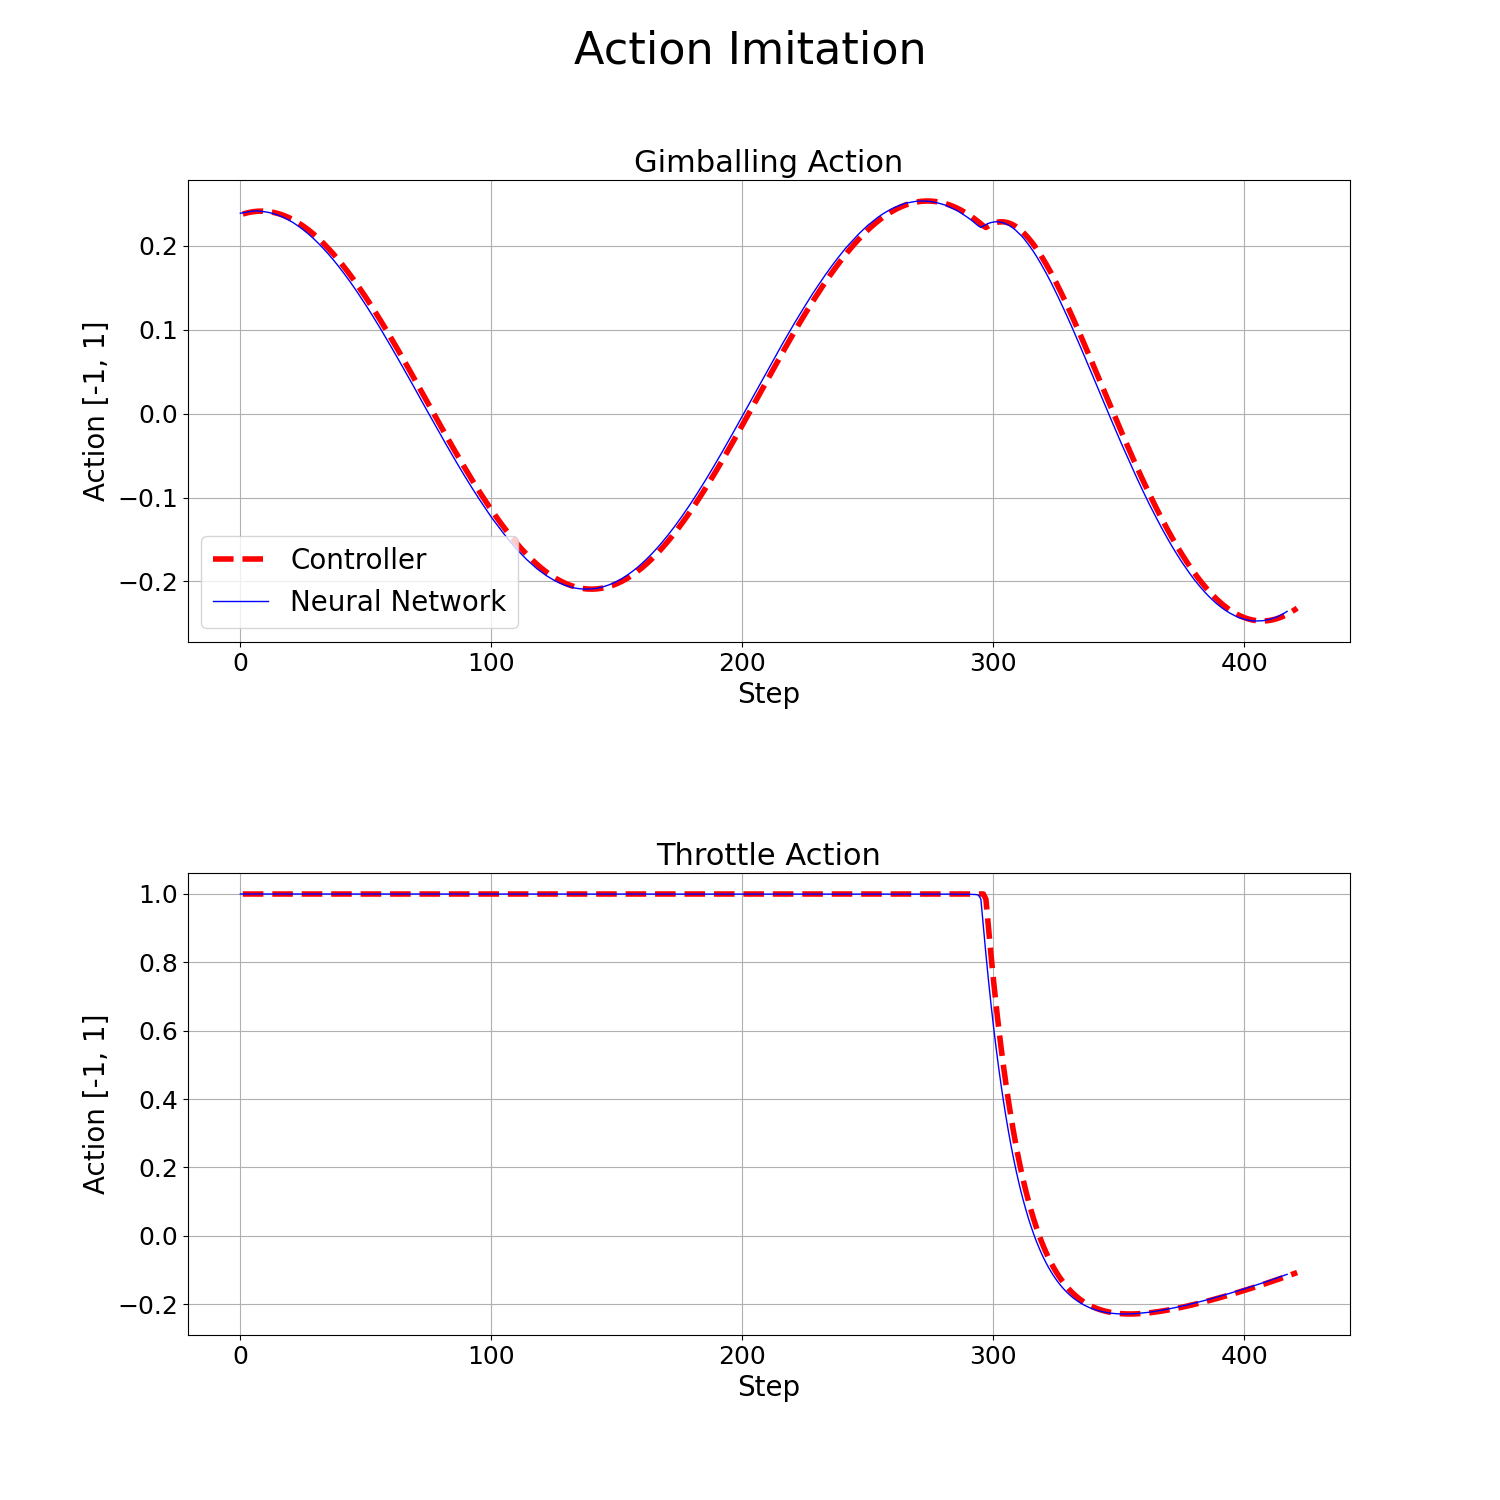 Action Imitation
Gimballing Action
0.2
0.1
0.0
−0.1
−0.2
Action [-1, 1]
Controller
Neural Network
0 100 200 300 400
Step
Throttle Action
1.0
0.8
0.6
0.4
0.2
0.0
−0.2
Action [-1, 1]
0 100 200 300 400
Step